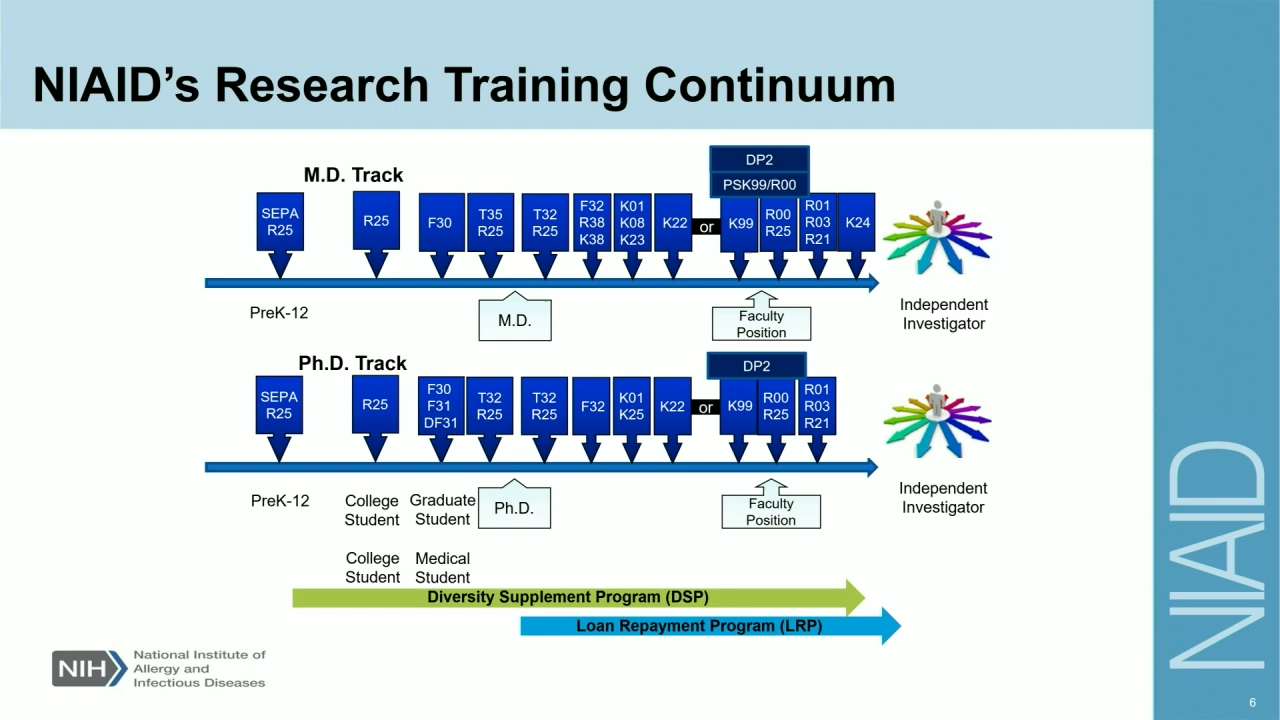 NIAID’s Research Training Continuum
M.D. Track
DP2
PSK99/R00
SEPA
R25
R25
F30
T35
R25
T32
R25
F32
R38
K38
K01
K08
K23
K22
or
K99
R00
R25
R01
R03
R21
K24
PreK-12
M.D.
Faculty
Position
Independent
Investigator
Ph.D. Track
DP2
SEPA
R25
R25
F30
F31
DF31
T32
R25
T32
R25
F32
K01
K25
K22
or
K99
R00
R25
R01
R03
R21
PreK-12
College
Student
Graduate
Student
Ph.D.
Faculty
Position
Independent
Investigator
College
Student
Medical
Student
Diversity Supplement Program (DSP)
Loan Repayment Program (LRP)
NIH
National Institute of
Allergy and
Infectious Diseases
NIAID
6